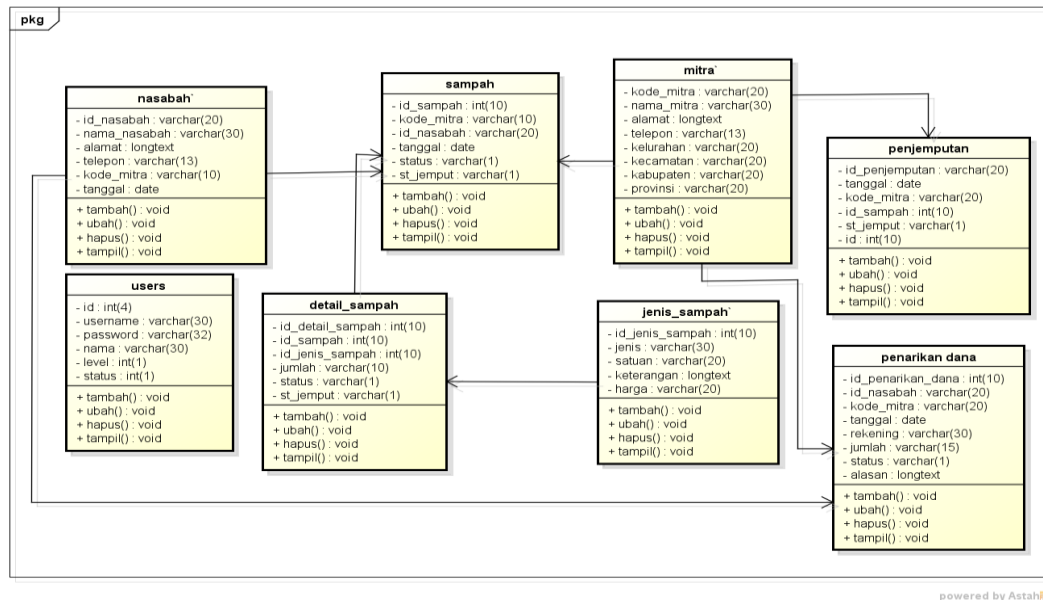 pkg
nasabah`
- id_nasabah : varchar(20)
- nama_nasabah : varchar(30)
- alamat : longtext
- telepon : varchar(13)
- kode_mitra : varchar(10)
- tanggal : date
+ tambah() : void
+ ubah() : void
+ hapus() : void
+ tampil() : void
sampah
- id_sampah : int(10)
- kode_mitra : varchar(10)
- id_nasabah : varchar(20)
- tanggal : date
- status : varchar(1)
- st_jemput : varchar(1)
+ tambah() : void
+ ubah() : void
+ hapus() : void
+ tampil() : void
mitra`
- kode_mitra : varchar(20)
- nama_mitra : varchar(30)
- alamat : longtext
- telepon : varchar(13)
- kelurahan : varchar(20)
- kecamatan : varchar(20)
- kabupaten : varchar(20)
- provinsi : varchar(20)
+ tambah() : void
+ ubah() : void
+ hapus() : void
+ tampil() : void
penjemputan
- id_penjemputan : varchar(20)
- tanggal : date
- kode_mitra : varchar(20)
- id_sampah : int(10)
- st_jemput : varchar(1)
- id : int(10)
+ tambah() : void
+ ubah() : void
+ hapus() : void
+ tampil() : void
users
- id : int(4)
- username : varchar(30)
- password : varchar(32)
- nama : varchar(30)
- level : int(1)
- status : int(1)
+ tambah() : void
+ ubah() : void
+ hapus() : void
+ tampil() : void
detail_sampah
- id_detail_sampah : int(10)
- id_sampah : int(10)
- id_jenis_sampah : int(10)
- jumlah : varchar(10)
- status : varchar(1)
- st_jemput : varchar(1)
+ tambah() : void
+ ubah() : void
+ hapus() : void
+ tampil() : void
jenis_sampah`
- id_jenis_sampah : int(10)
- jenis : varchar(30)
- satuan : varchar(20)
- keterangan : longtext
- harga : varchar(20)
+ tambah() : void
+ ubah() : void
+ hapus() : void
+ tampil() : void
penarikan dana
- id_penarikan_dana : int(10)
- id_nasabah : varchar(20)
- kode_mitra : varchar(20)
- tanggal : date
- rekening : varchar(30)
- jumlah : varchar(15)
- status : varchar(1)
- alasan : longtext
+ tambah() : void
+ ubah() : void
+ hapus() : void
+ tampil() : void
powered by Astah